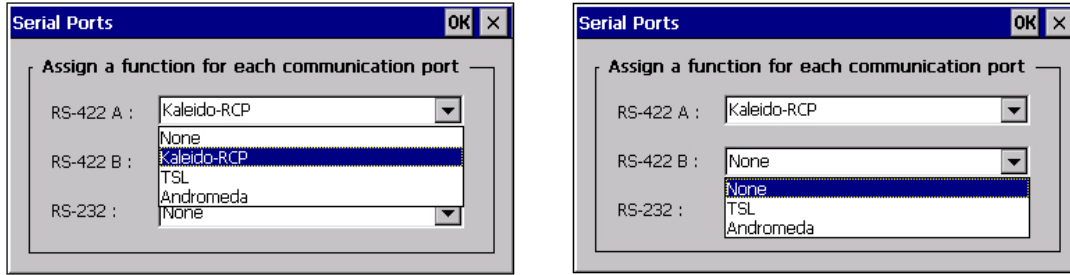 Serial Ports OK ×
Assign a function for each communication port
RS-422 A : Kaleido-RCP
None
RS-422 B : Kaleido-RCP
TSL
Andromeda
RS-232 : None
Serial Ports OK ×
Assign a function for each communication port
RS-422 A : Kaleido-RCP
RS-422 B : None
None
RS-232 : TSL
Andromeda